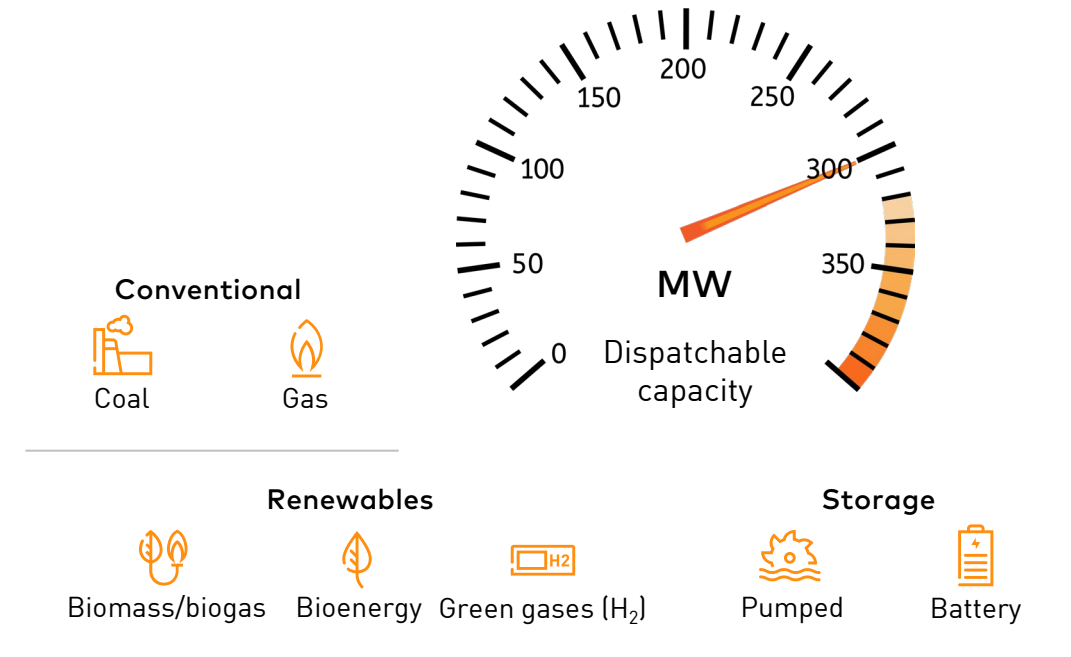 200
150
250
100
300
50
350
MW
0
Dispatchable
capacity
Conventional
Coal
Gas
Renewables
Storage
H2
Biomass/biogas
Bioenergy
Green gases (H₂)
Pumped
Battery